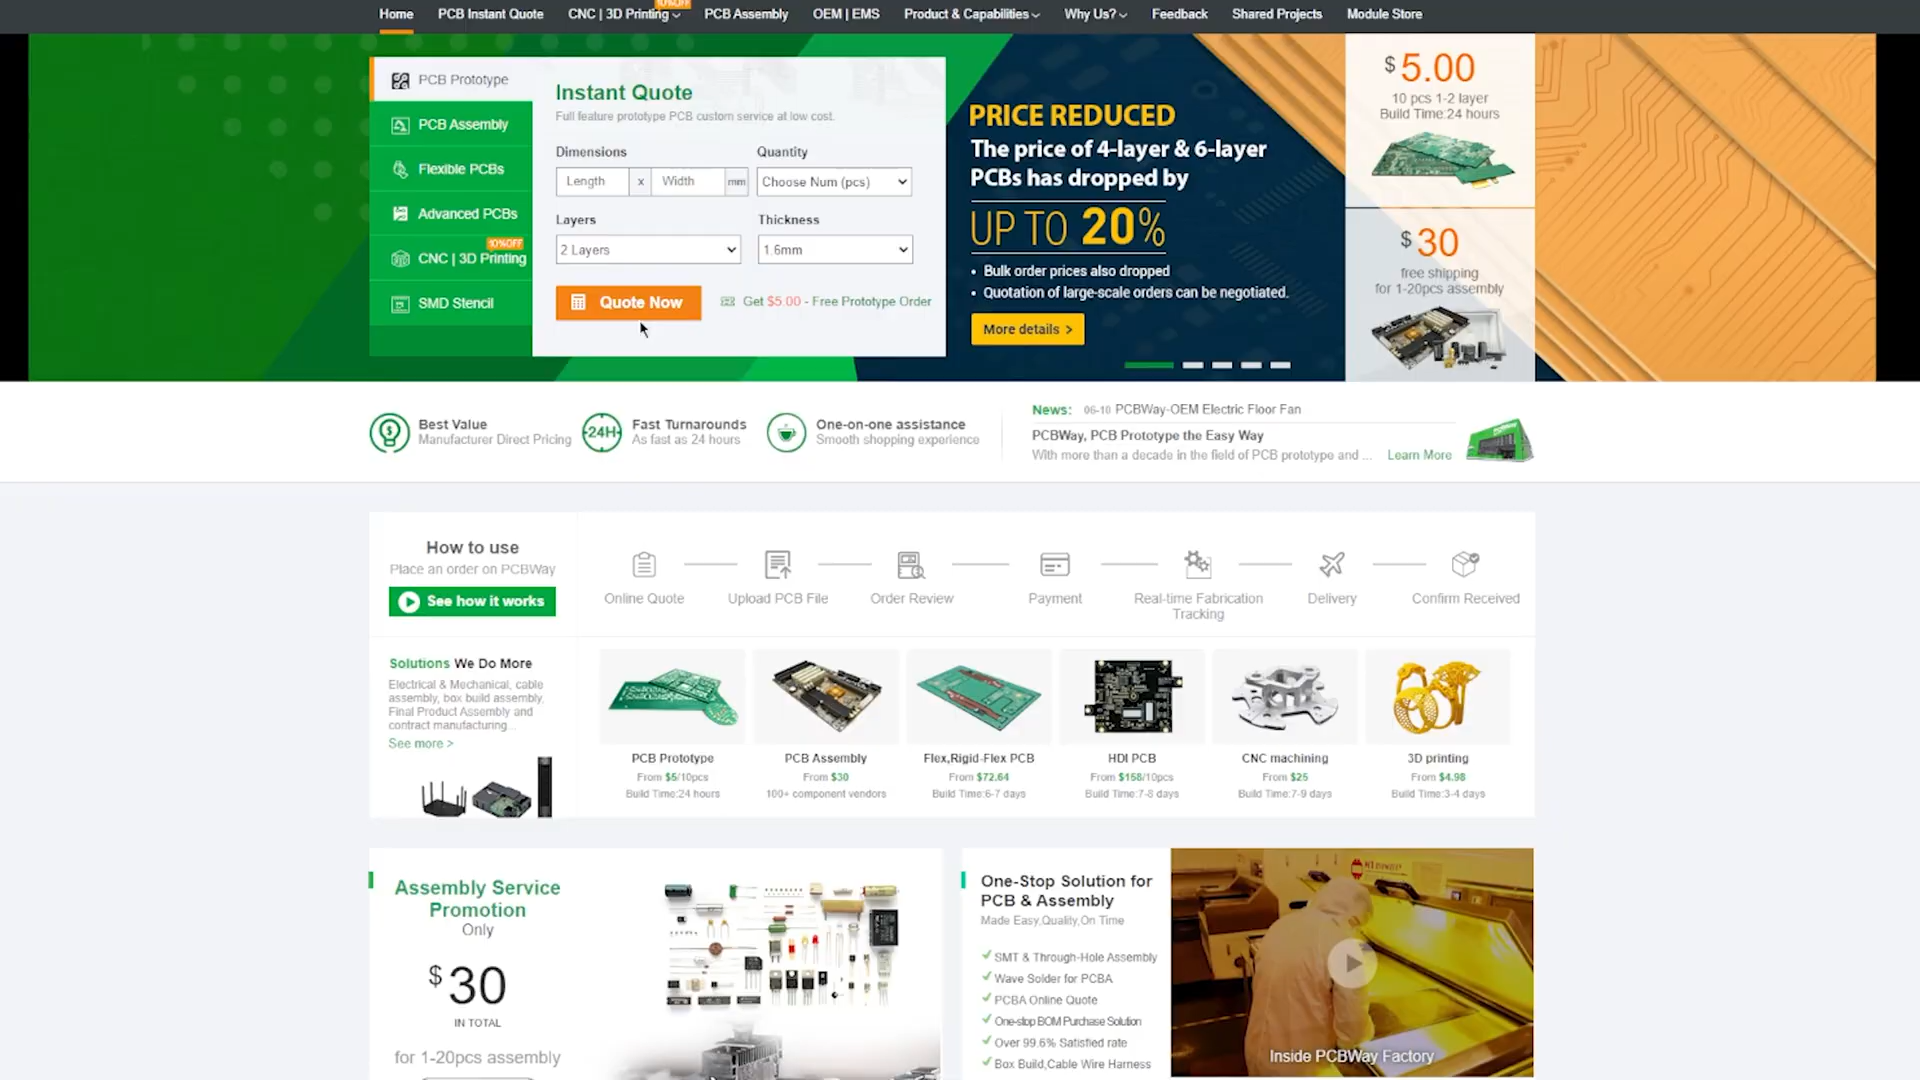 Home PCB Instant Quote CNC | 3D Printing 10%OFF PCB Assembly OEM | EMS Product & Capabilities Why Us? Feedback Shared Projects Module Store
PCB Prototype
PCB Assembly
Flexible PCBs
Advanced PCBs
10%OFF
CNC | 3D Printing
SMD Stencil
Instant Quote
Full feature prototype PCB custom service at low cost.
Dimensions Quantity
Length x Width mm Choose Num (pcs)
Layers Thickness
2 Layers 1.6mm
Quote Now Get $5.00 - Free Prototype Order
PRICE REDUCED
The price of 4-layer & 6-layer
PCBs has dropped by
UP TO 20%
• Bulk order prices also dropped
• Quotation of large-scale orders can be negotiated.
More details >
$ 5.00
10 pcs 1-2 layer
Build Time:24 hours
$ 30
free shipping
for 1-20pcs assembly
Best Value
Manufacturer Direct Pricing
24H
Fast Turnarounds
As fast as 24 hours
One-on-one assistance
Smooth shopping experience
News: 06-10 PCBWay-OEM Electric Floor Fan
PCBWay, PCB Prototype the Easy Way
With more than a decade in the field of PCB prototype and ... Learn More
How to use
Place an order on PCBWay
See how it works
Online Quote Upload PCB File Order Review Payment Real-time Fabrication Delivery Confirm Received
Tracking
Solutions We Do More
Electrical & Mechanical, cable
assembly, box build assembly,
Final Product Assembly and
contract manufacturing...
See more >
PCB Prototype
From $5/10pcs
Build Time:24 hours
PCB Assembly
From $30
100+ component vendors
Flex,Rigid-Flex PCB
From $72.64
Build Time:6-7 days
HDI PCB
From $158/10pcs
Build Time:7-8 days
CNC machining
From $25
Build Time:7-9 days
3D printing
From $4.98
Build Time:3-4 days
Assembly Service
Promotion
Only
$ 30
IN TOTAL
for 1-20pcs assembly
One-Stop Solution for
PCB & Assembly
Made Easy,Quality,On Time
SMT & Through-Hole Assembly
Wave Solder for PCBA
PCBA Online Quote
One-stop BOM Purchase Solution
Over 99.6% Satisfied rate
Box Build,Cable Wire Harness
Inside PCBWay Factory